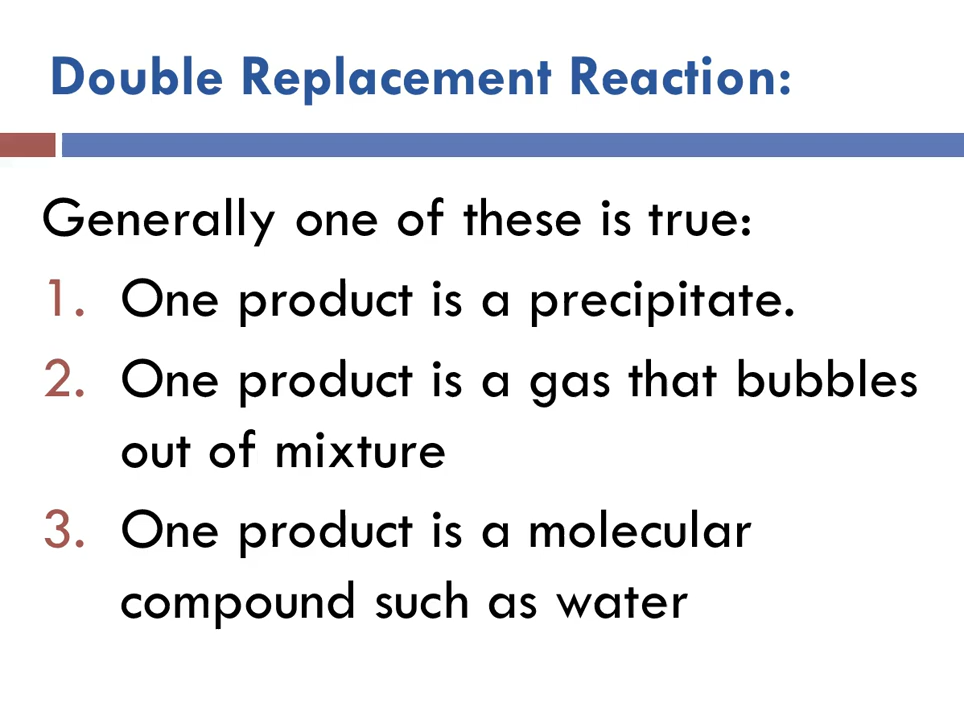 Double Replacement Reaction:
Generally one of these is true:
1. One product is a precipitate.
2. One product is a gas that bubbles
out of mixture
3. One product is a molecular
compound such as water